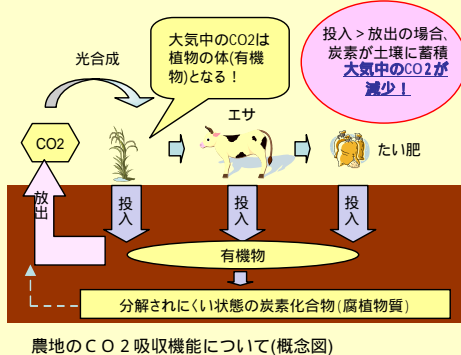 光合成
大気中のCO2は
植物の体(有機
物)となる！
投入＞放出の場合、
炭素が土壌に蓄積
大気中のCO2が
減少！
エサ
CO2
たい肥
放出
投入
投入
投入
有機物
分解されにくい状態の炭素化合物(腐植物質)
農地のＣＯ２吸収機能について(概念図)